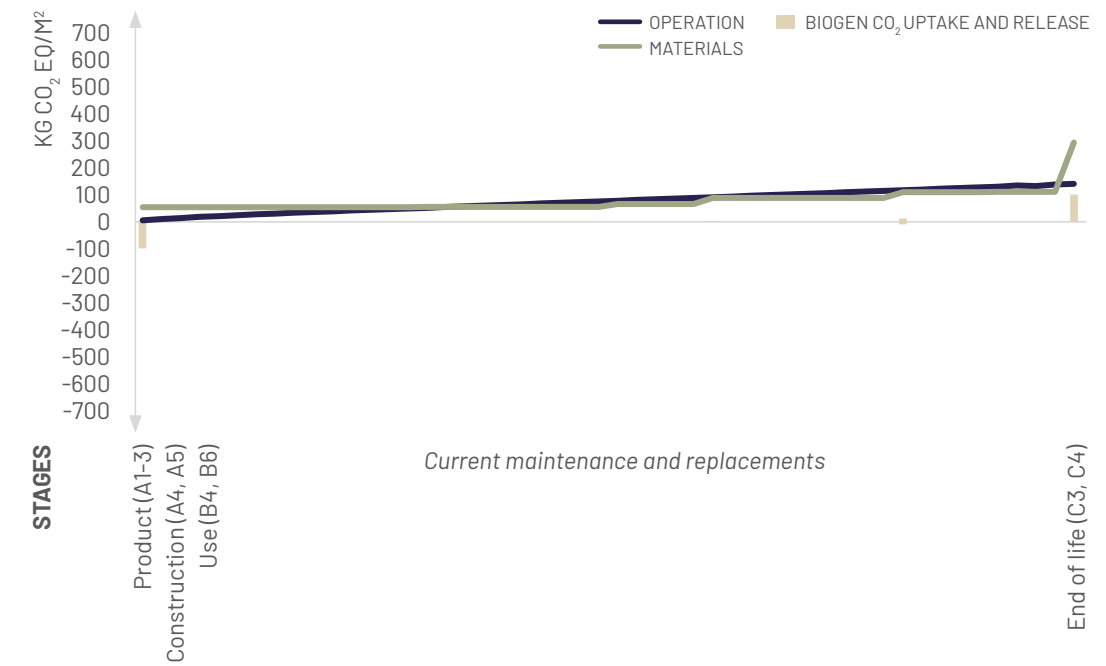 KG CO₂ EQ/M²
700
600
500
400
300
200
100
0
-100
-200
-300
-400
-500
-600
-700
OPERATION
MATERIALS
BIOGEN CO₂ UPTAKE AND RELEASE
STAGES
Product (A1-3)
Construction (A4, A5)
Use (B4, B6)
Current maintenance and replacements
End of life (C3, C4)